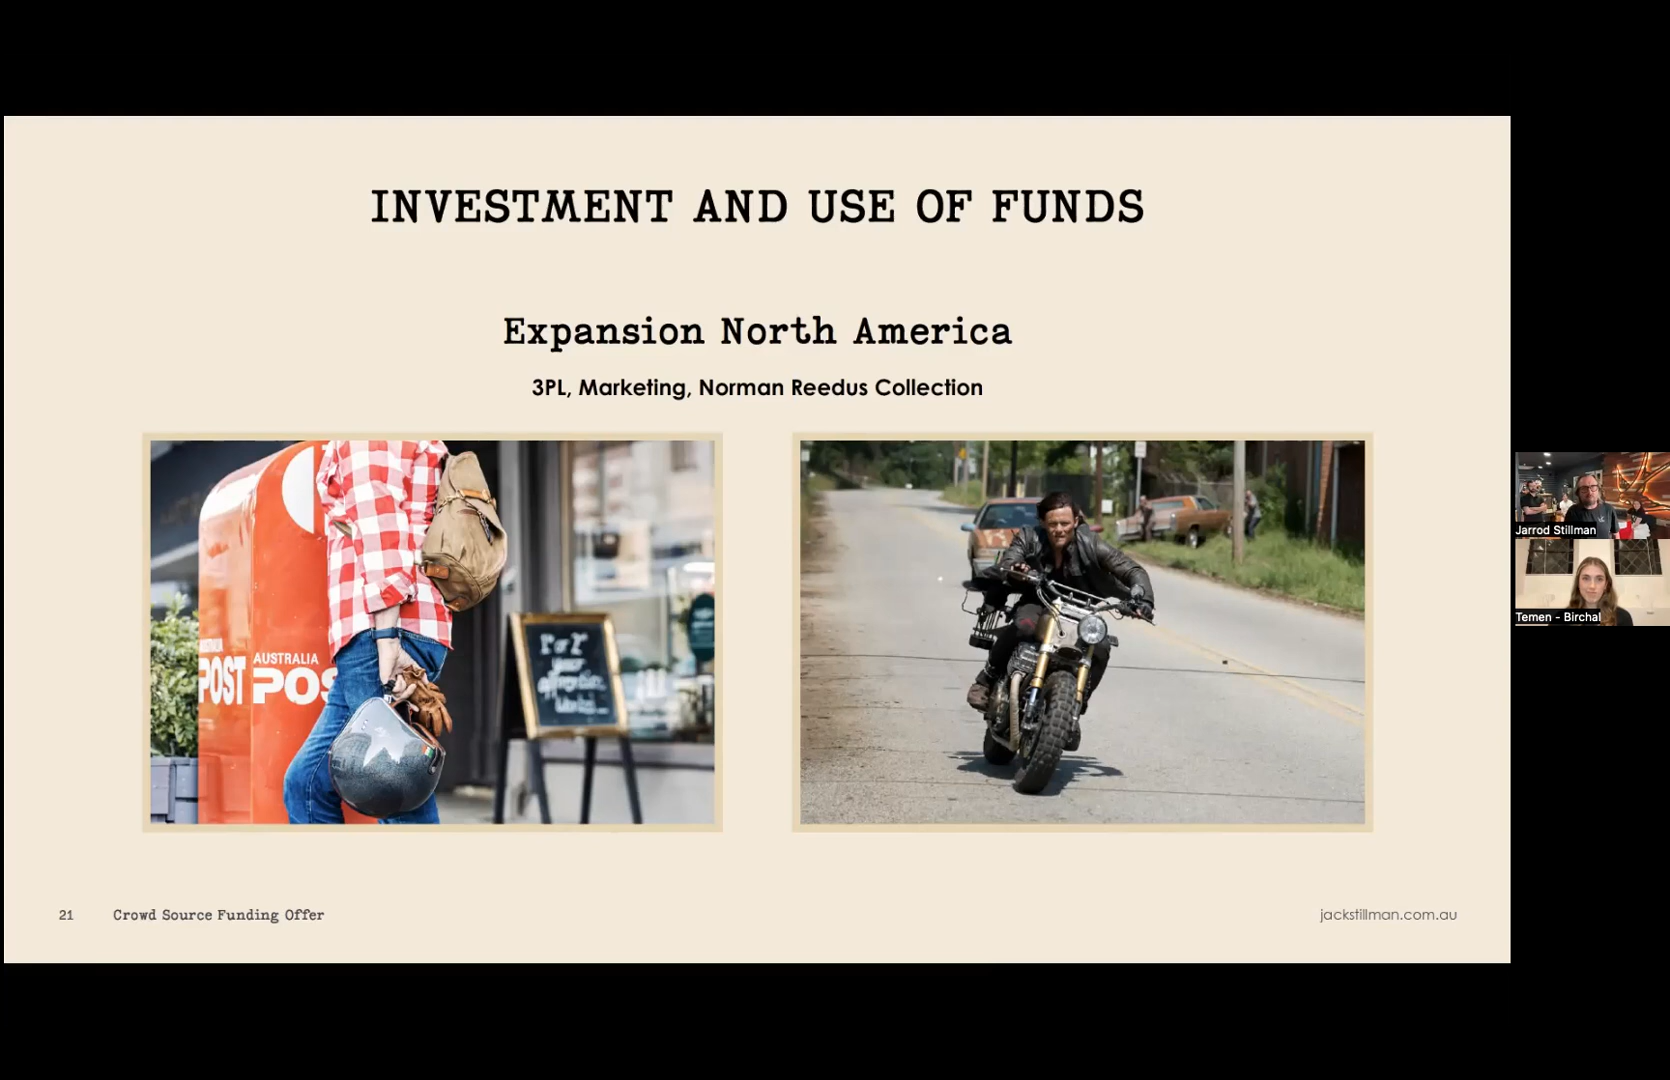 INVESTMENT AND USE OF FUNDS
Expansion North America
3PL, Marketing, Norman Reedus Collection
POST
AUSTRALIA
POS
your
Jarrod Stillman
Temen - Birchal
21
Crowd Source Funding Offer
jackstillman.com.au